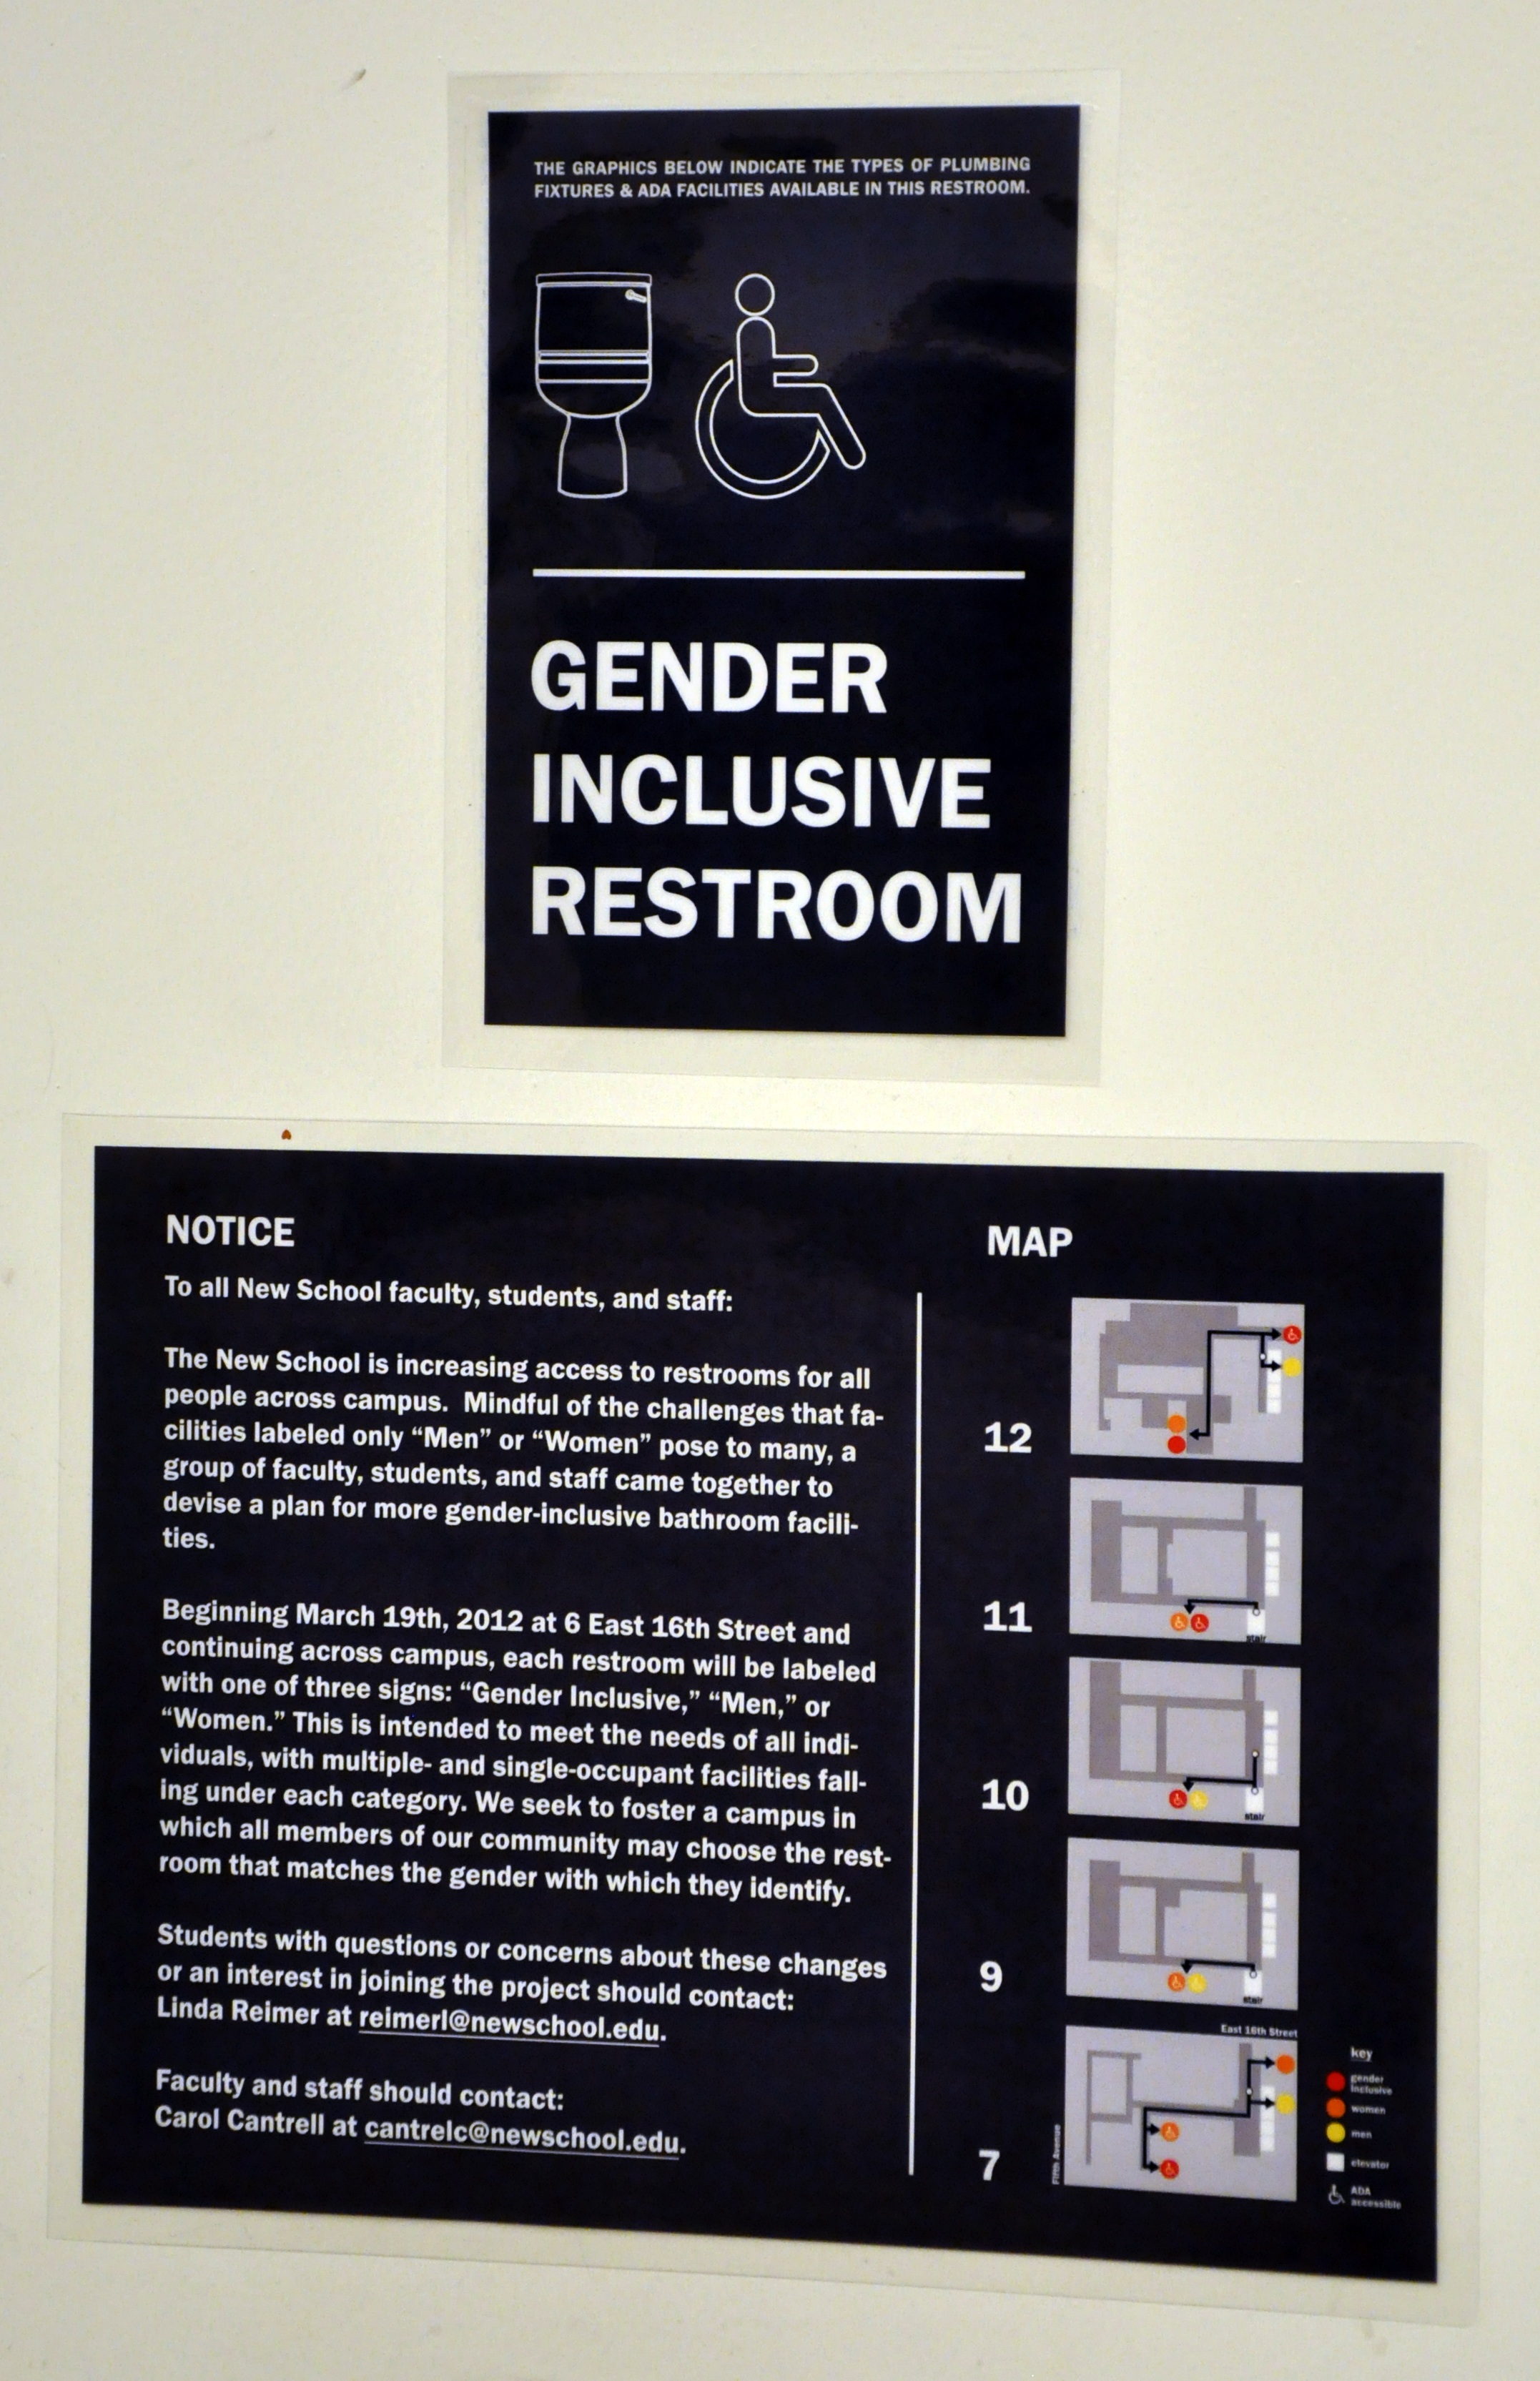 THE GRAPHICS BELOW INDICATE THE TYPES OF PLUMBING
FIXTURES & ADA FACILITIES AVAILABLE IN THIS RESTROOM.
GENDER
INCLUSIVE
RESTROOM
NOTICE
To all New School faculty, students, and staff:
The New School is increasing access to restrooms for all
people across campus.  Mindful of the challenges that fa-
cilities labeled only “Men” or “Women” pose to many, a
group of faculty, students, and staff came together to
devise a plan for more gender-inclusive bathroom facili-
ties.
Beginning March 19th, 2012 at 6 East 16th Street and
continuing across campus, each restroom will be labeled
with one of three signs: “Gender Inclusive,” “Men,” or
“Women.” This is intended to meet the needs of all indi-
viduals, with multiple- and single-occupant facilities fall-
ing under each category. We seek to foster a campus in
which all members of our community may choose the rest-
room that matches the gender with which they identify.
Students with questions or concerns about these changes
or an interest in joining the project should contact:
Linda Reimer at reimerl@newschool.edu.
Faculty and staff should contact:
Carol Cantrell at cantrelc@newschool.edu.
MAP
12
11
stair
10
stair
9
stair
East 16th Street
7
Fifth Avenue
key
gender
inclusive
women
men
elevator
ADA
accessible